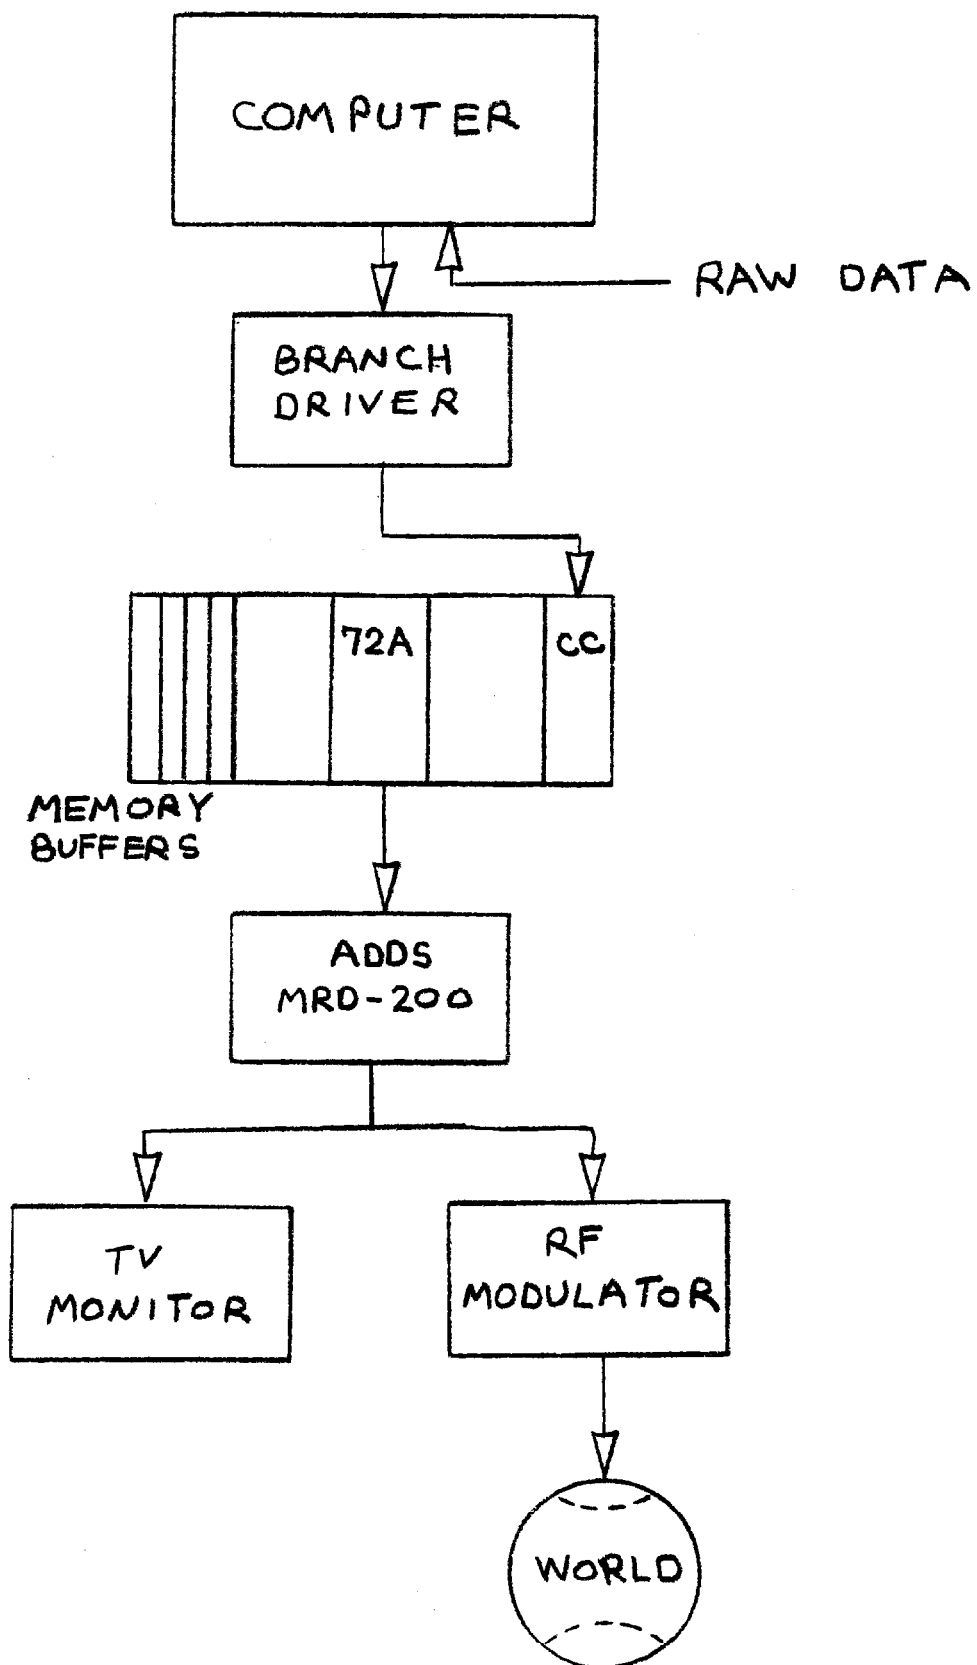 COMPUTER
RAW DATA
BRANCH
DRIVER
72A
CC
MEMORY
BUFFERS
ADDS
MRD-200
TV
MONITOR
RF
MODULATOR
WORLD